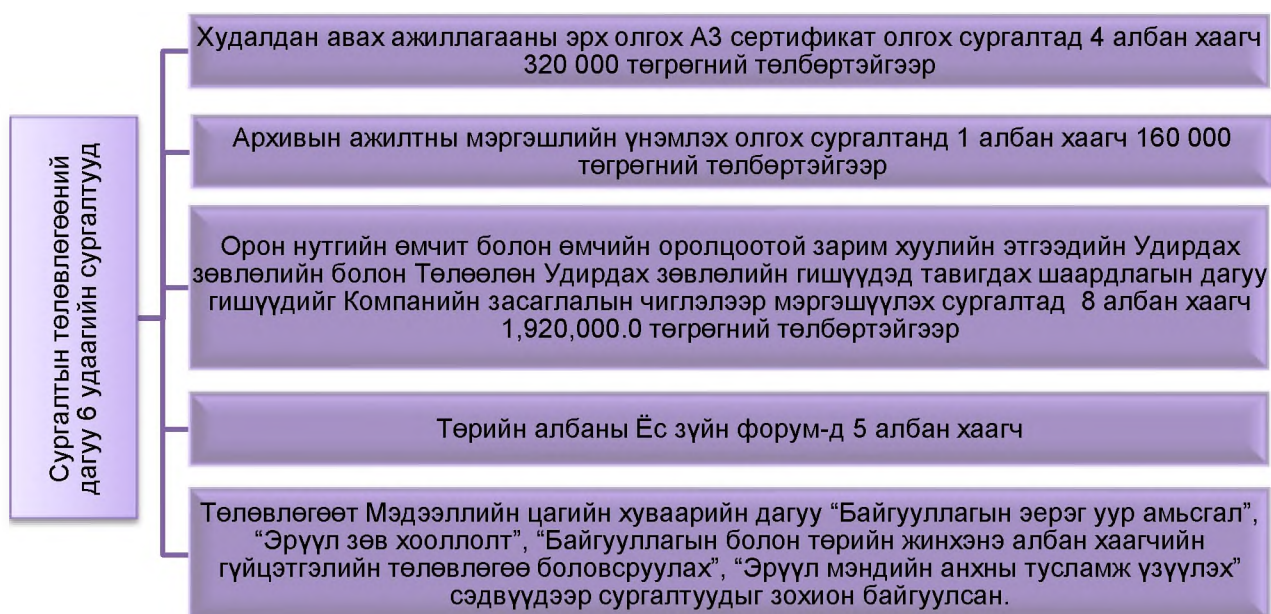 Сургалтын төлөвлөгөөний
дагуу 6 удаагийн сургалтууд
Худалдан авах ажиллагааны эрх олгох А3 сертификат олгох сургалтад 4 албан хаагч
320 000 төгрөгний төлбөртэйгээр
Архивын ажилтны мэргэшлийн үнэмлэх олгох сургалтанд 1 албан хаагч 160 000
төгрөгний төлбөртэйгээр
Орон нутгийн өмчит болон өмчийн оролцоотой зарим хуулийн этгээдийн Удирдах
зөвлөлийн болон Төлөөлөн Удирдах зөвлөлийн гишүүдэд тавигдах шаардлагын дагуу
гишүүдийг Компанийн засаглалын чиглэлээр мэргэшүүлэх сургалтад 8 албан хаагч
1,920,000.0 төгрөгний төлбөртэйгээр
Төрийн албаны Ёс зүйн форум-д 5 албан хаагч
Төлөвлөгөөт Мэдээллийн цагийн хуваарийн дагуу “Байгууллагын эерэг уур амьсгал”,
“Эрүүл зөв хооллолт”, “Байгууллагын болон төрийн жинхэнэ албан хаагчийн
гүйцэтгэлийн төлөвлөгөө боловсруулах”, “Эрүүл мэндийн анхны тусламж үзүүлэх”
сэдвүүдээр сургалтуудыг зохион байгуулсан.